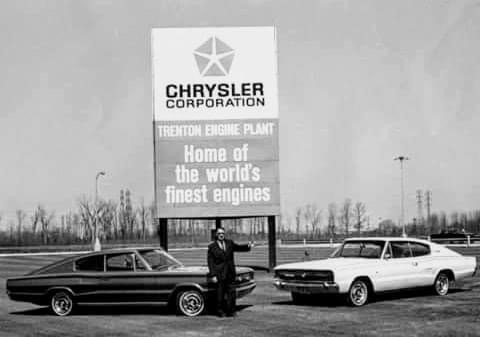 CHRYSLER
CORPORATION
TRENTON ENGINE PLANT
Home of
the world's
finest engines